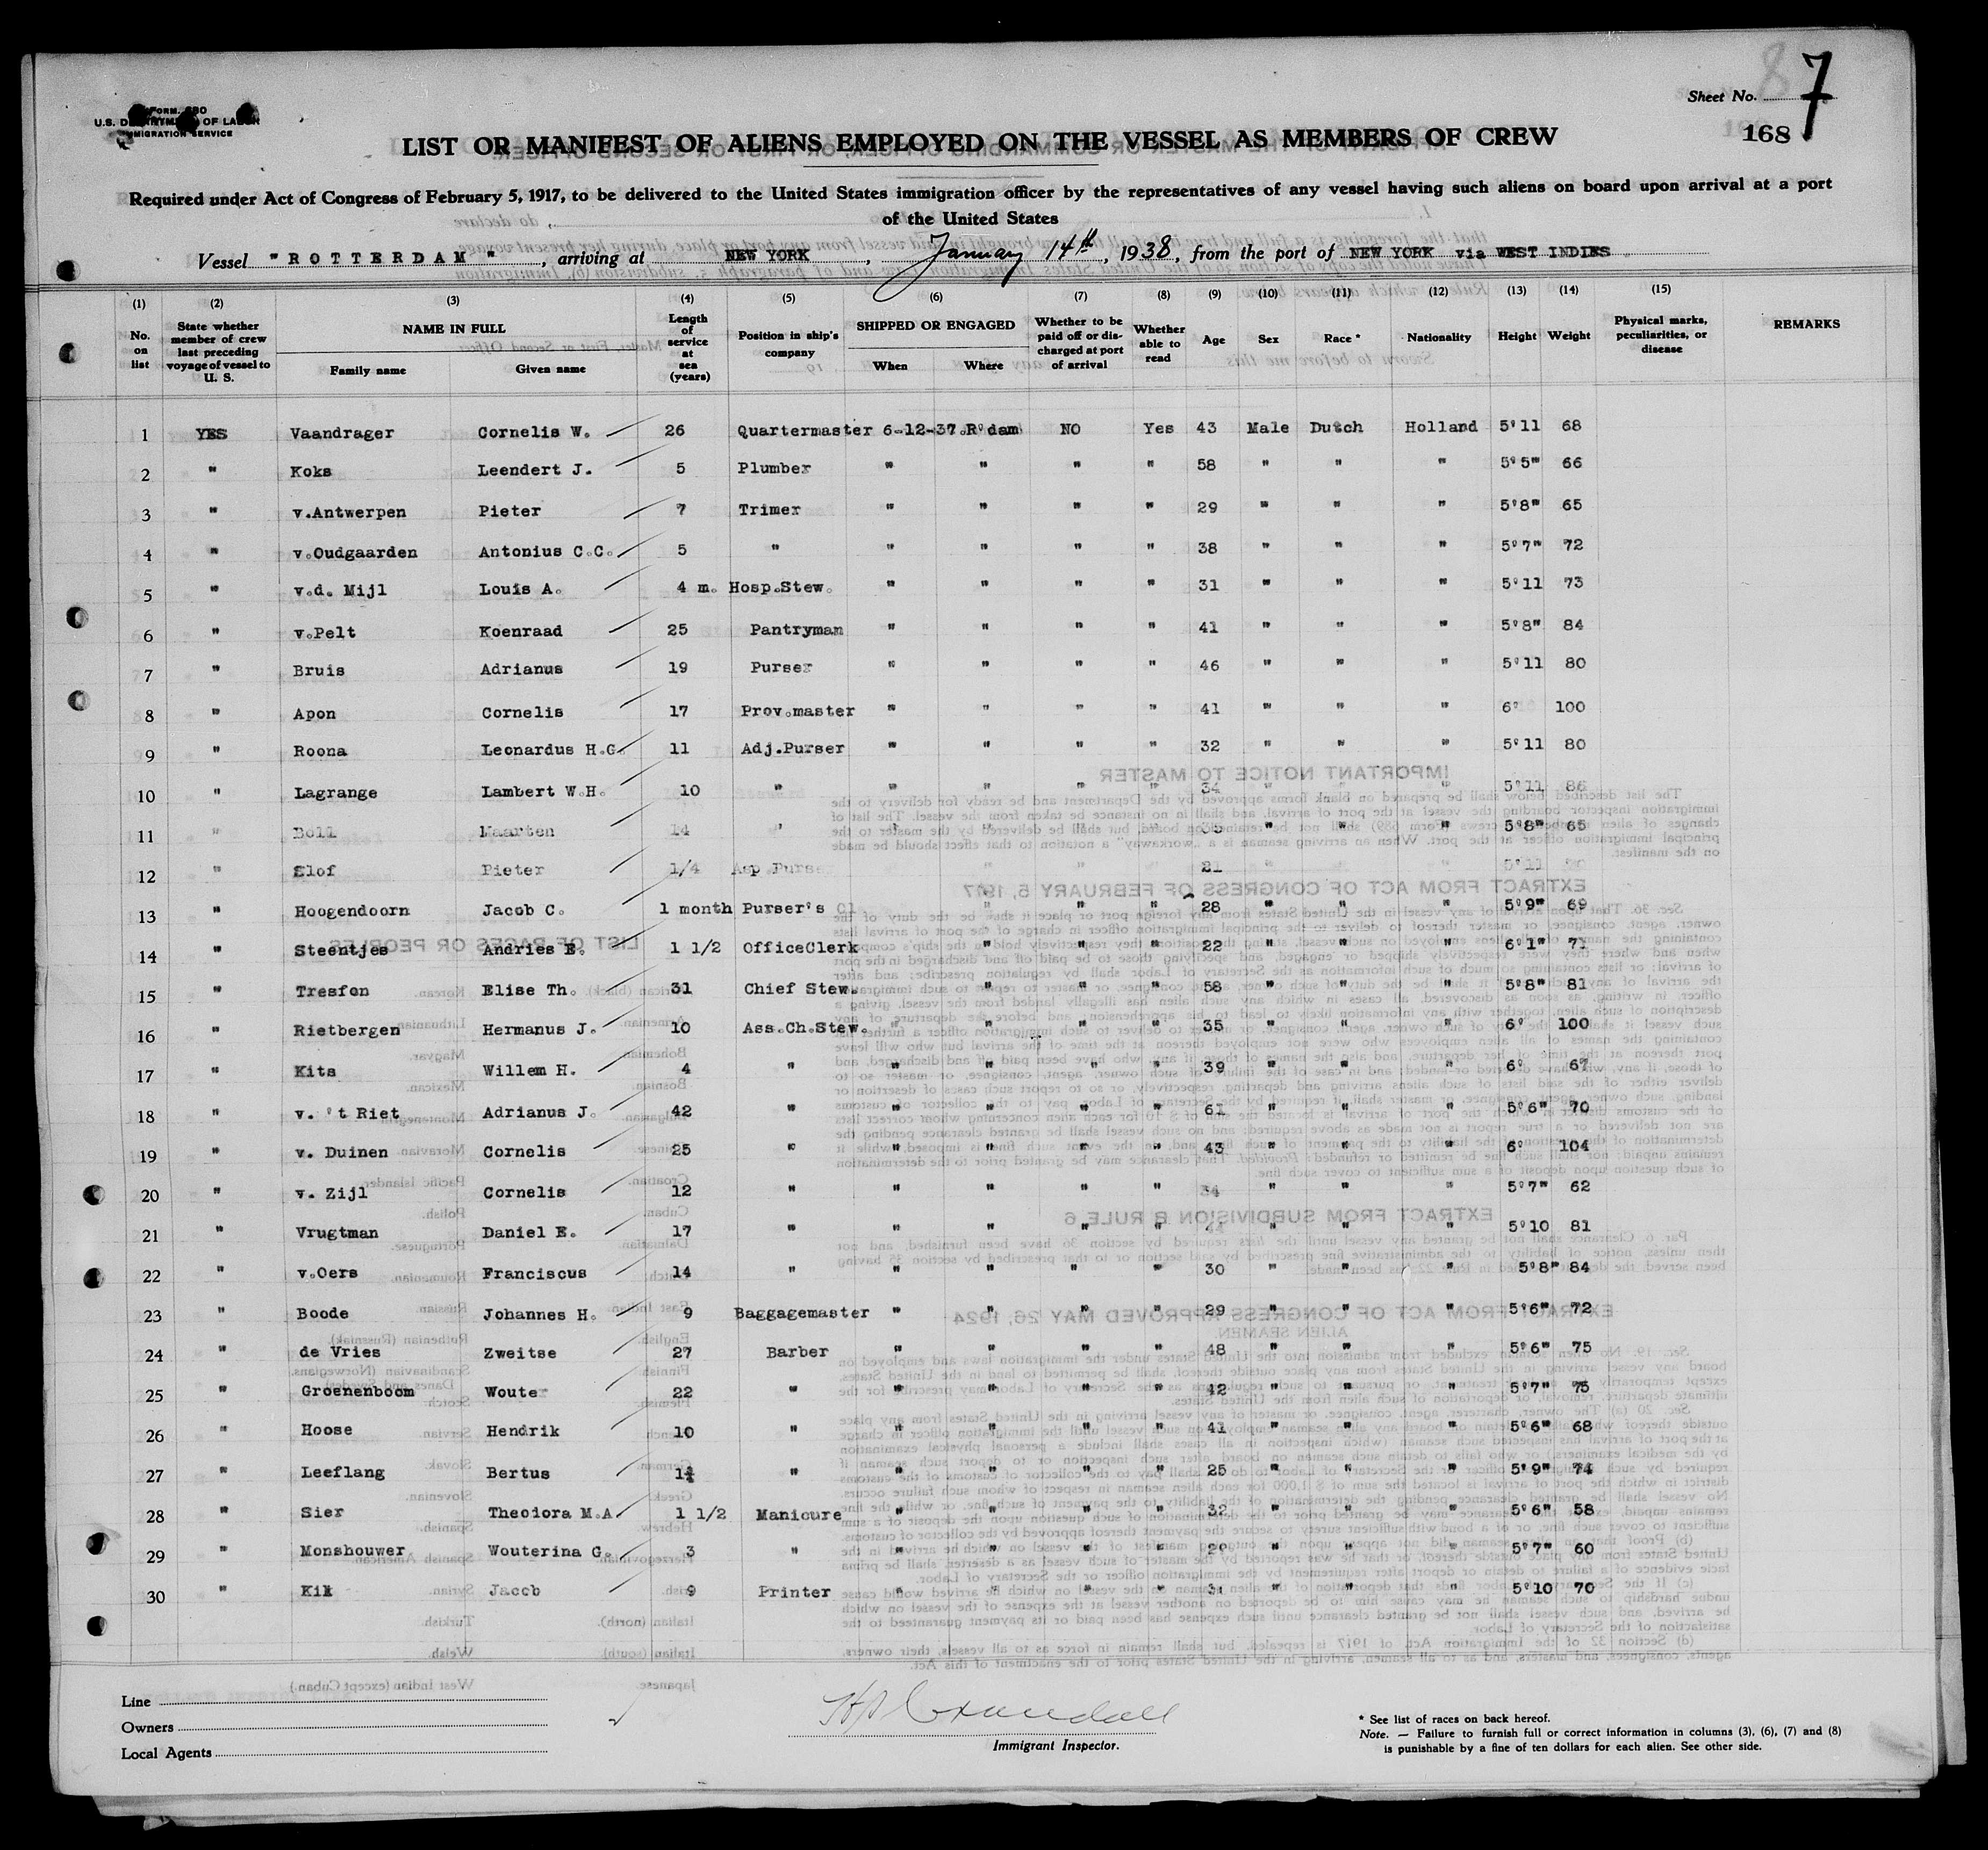 Form 680
U.S. DEPARTMENT OF LABOR
IMMIGRATION SERVICE
Sheet No. 7
168
LIST OR MANIFEST OF ALIENS EMPLOYED ON THE VESSEL AS MEMBERS OF CREW
Required under Act of Congress of February 5, 1917, to be delivered to the United States immigration officer by the representatives of any vessel having such aliens on board upon arrival at a port
of the United States
Vessel "ROTTERDAM", arriving at NEW YORK, January 14th, 1938, from the port of NEW YORK via WEST INDIES
(1) (2) (3) (4) (5) (6) (7) (8) (9) (10) (11) (12) (13) (14) (15)
No. on list State whether member of crew last preceding voyage of vessel to U. S. NAME IN FULL Family name Given name Length of service at sea (years) Position in ship's company SHIPPED OR ENGAGED When Where Whether to be paid off or discharged at port of arrival Whether able to read Age Sex Race * Nationality Height Weight Physical marks, peculiarities, or disease REMARKS
1 YES Vaandrager Cornelis W. 26 Quartermaster 6-12-37 R'dam NO Yes 43 Male Dutch Holland 5'11 68
2 " Koks Leendert J. 5 Plumber " " " " 58 " " " 5'5" 66
3 " v.Antwerpen Pieter 7 Trimer " " " " 29 " " " 5'8" 65
4 " v.Oudgaarden Antonius C.C. 5 " " " " " 38 " " " 5'7" 72
5 " v.d. Mijl Louis A. 4 m. Hosp.Stew. " " " " 31 " " " 5'11 73
6 " v.Pelt Koenraad 25 Pantryman " " " " 41 " " " 5'8" 84
7 " Bruis Adrianus 19 Purser " " " " 46 " " " 5'11 80
8 " Apon Cornelis 17 Prov.master " " " " 41 " " " 6' 100
9 " Roona Leonardus H.G. 11 Adj.Purser " " " " 32 " " " 5'11 80
10 " Lagrange Lambert W.H. 10 " " " " " 34 " " " 5'11 86
11 " Boll Maarten 14 " " " " " " " " 5'8" 65
12 " Slof Pieter 1/4 Asp Purser " " " 21 " " 5'11
13 " Hoogendoorn Jacob C. 1 month Purser's Cl " " " 28 " " " 5'9" 69
14 " Steentjes Andries E. 1 1/2 OfficeClerk " " " " 22 " " " 6'1" 71
15 " Tresfon Elise Th. 31 Chief Stew. " " " 58 " " " 5'8" 81
16 " Rietbergen Hermanus J. 10 Ass.Ch.Stew. " " " 35 " " " 6' 100
17 " Kits Willem H. 4 " " " " " 39 " " " 6' 67
18 " v. 't Riet Adrianus J. 42 " " " " " 61 " " " 5'6" 70
19 " v. Duinen Cornelis 25 " " " " " 43 " " " 6' 104
20 " v. Zijl Cornelis 12 " " " " " 34 " " " 5'7" 62
21 " Vrugtman Daniel E. 17 " " " " " 44 " " " 5'10 81
22 " v.Oers Franciscus 14 " " " " " 30 " " " 5'8" 84
23 " Boode Johannes H. 9 Baggagemaster " " " " 29 " " " 5'6" 72
24 " de Vries Zweitse 27 Barber " " " " 48 " " " 5'6" 75
25 " Groenenboom Wouter 22 " " " " " 42 " " " 5'7" 75
26 " Hoose Hendrik 10 " " " " " 41 " " " 5'6" 68
27 " Leeflang Bertus " " " " " 25 " " " 5'9" 74
28 " Sier Theodora M.A. 1 1/2 Manicure " " " " 32 " " " 5'6" 58
29 " Monshouwer Wouterina G. 3 " " " " " 29 " " " 5'7" 60
30 " Kik Jacob 9 Printer " " " " 31 " " " 5'10 70
Line
Owners
Local Agents
Crandall
Immigrant Inspector.
* See list of races on back hereof.
Note. — Failure to furnish full or correct information in columns (3), (6), (7) and (8)
is punishable by a fine of ten dollars for each alien. See other side.